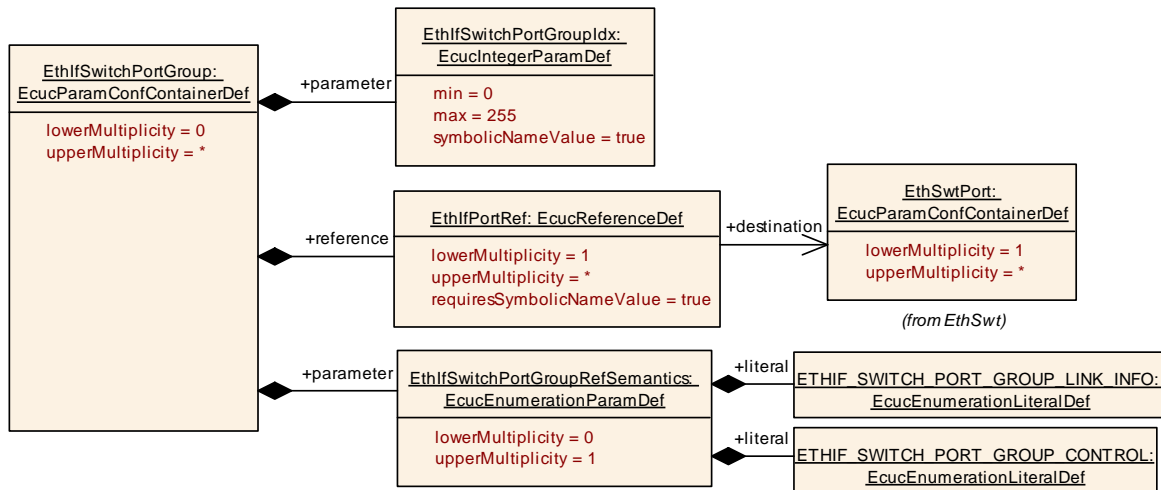 EthIfSwitchPortGroup:
EcucParamConfContainerDef
lowerMultiplicity = 0
upperMultiplicity = *
+parameter
EthIfSwitchPortGroupIdx:
EcucIntegerParamDef
min = 0
max = 255
symbolicNameValue = true
+reference
EthIfPortRef: EcucReferenceDef
lowerMultiplicity = 1
upperMultiplicity = *
requiresSymbolicNameValue = true
+destination
EthSwtPort:
EcucParamConfContainerDef
lowerMultiplicity = 1
upperMultiplicity = *
(from EthSwt)
+parameter
EthIfSwitchPortGroupRefSemantics:
EcucEnumerationParamDef
lowerMultiplicity = 0
upperMultiplicity = 1
+literal
ETHIF_SWITCH_PORT_GROUP_LINK_INFO:
EcucEnumerationLiteralDef
+literal
ETHIF_SWITCH_PORT_GROUP_CONTROL:
EcucEnumerationLiteralDef